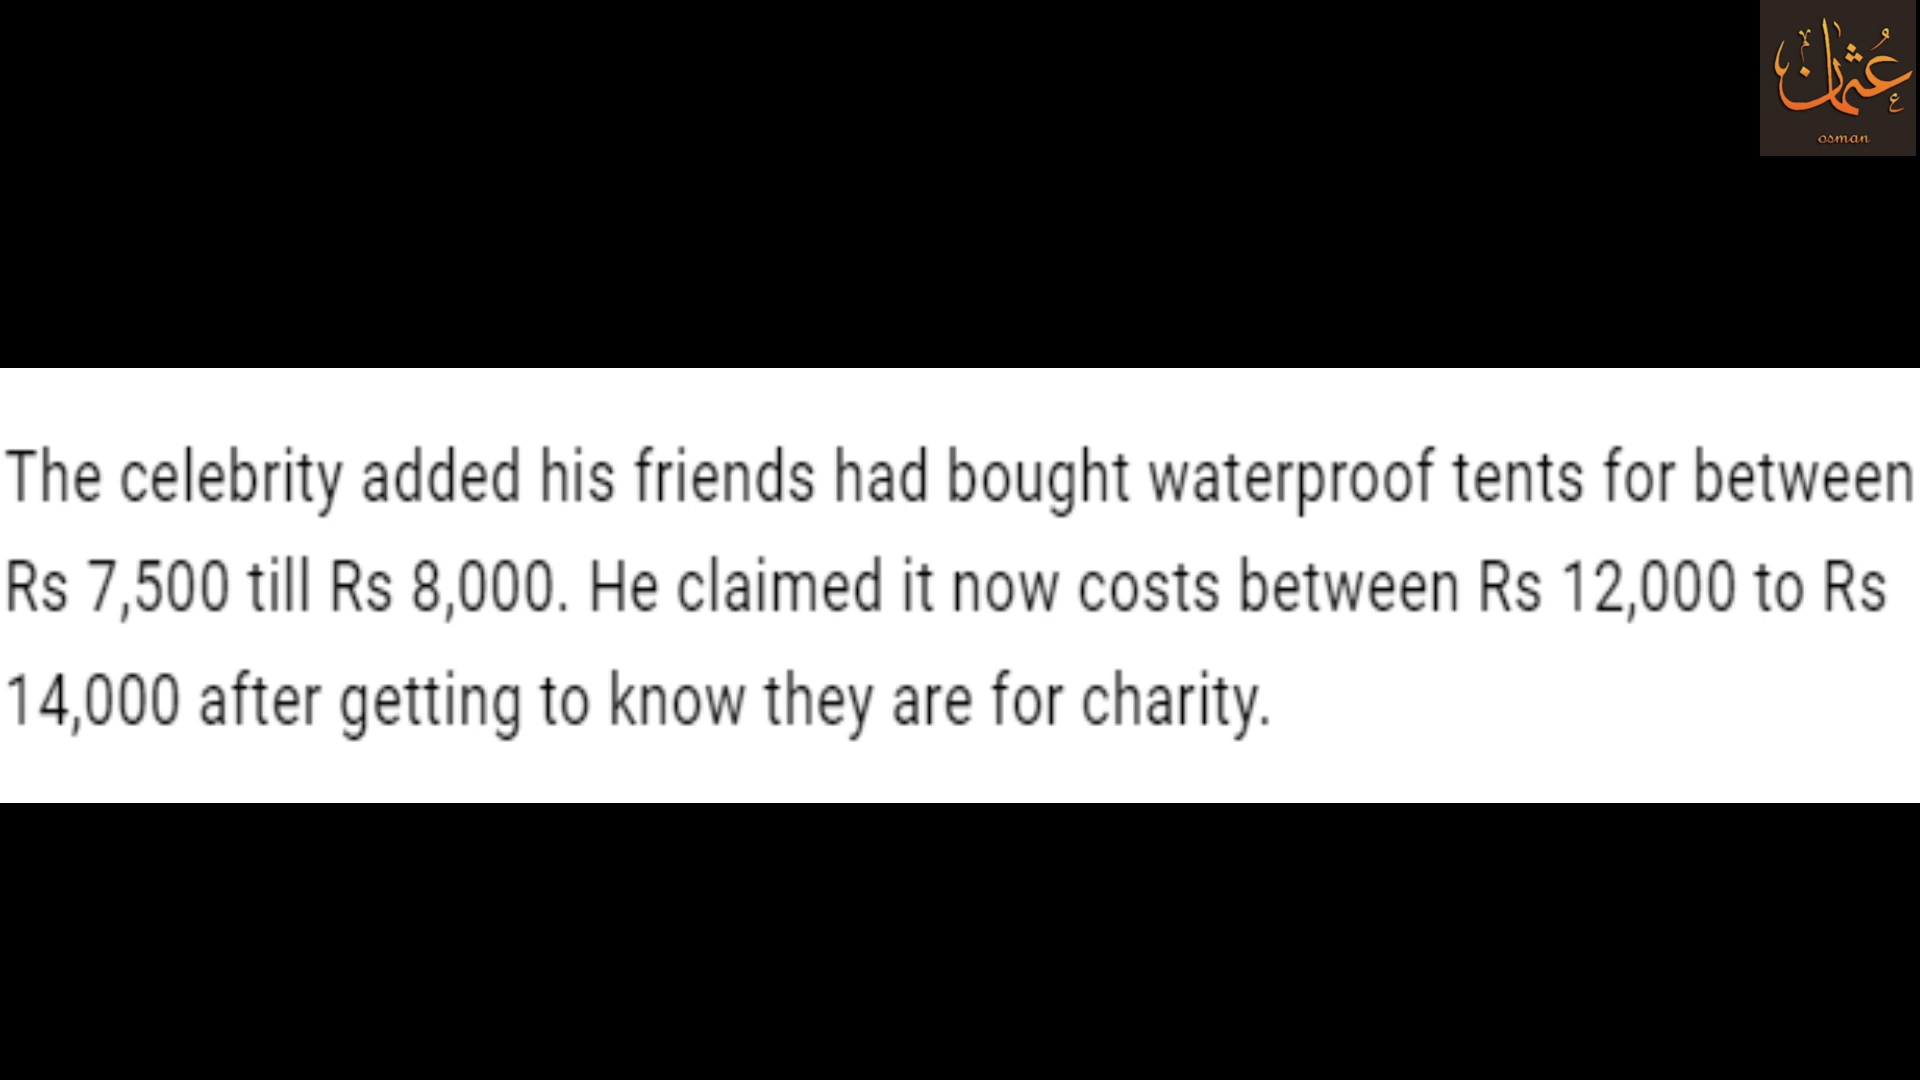 عُثمان
osman
The celebrity added his friends had bought waterproof tents for between
Rs 7,500 till Rs 8,000. He claimed it now costs between Rs 12,000 to Rs
14,000 after getting to know they are for charity.